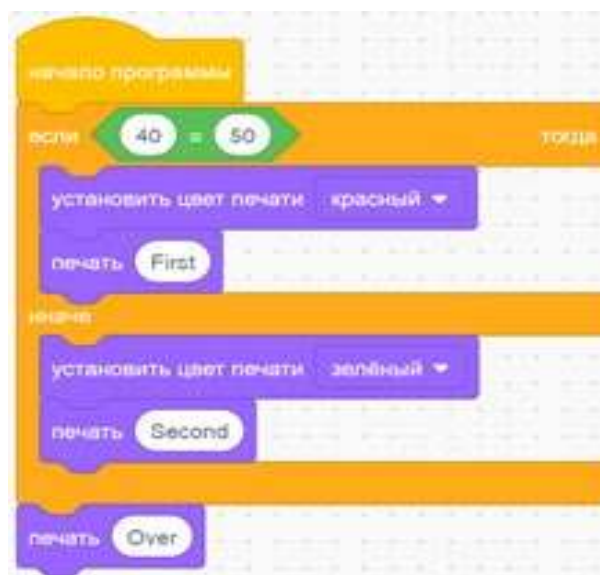 начало программы
если 40 = 50 тогда
установить цвет печати красный
печать First
иначе
установить цвет печати зелёный
печать Second
печать Over